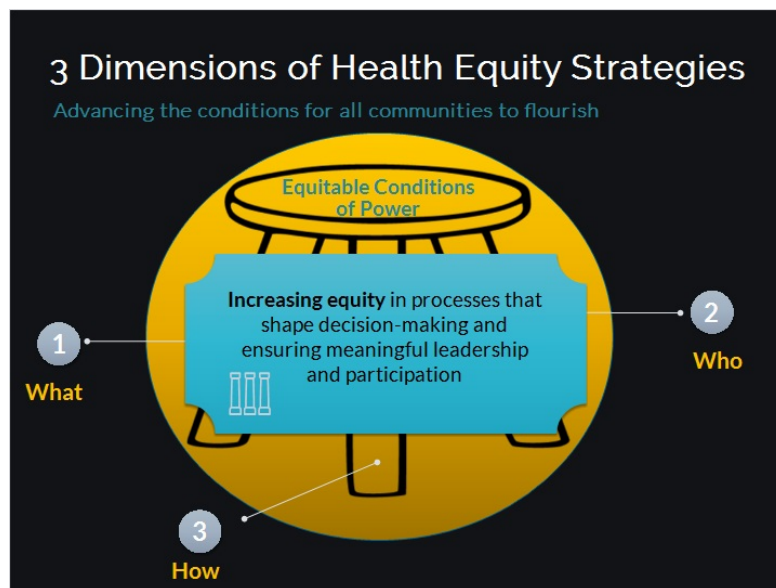 3 Dimensions of Health Equity Strategies
Advancing the conditions for all communities to flourish
Equitable Conditions
of Power
Increasing equity in processes that
shape decision-making and
ensuring meaningful leadership
and participation
1
What
2
Who
3
How